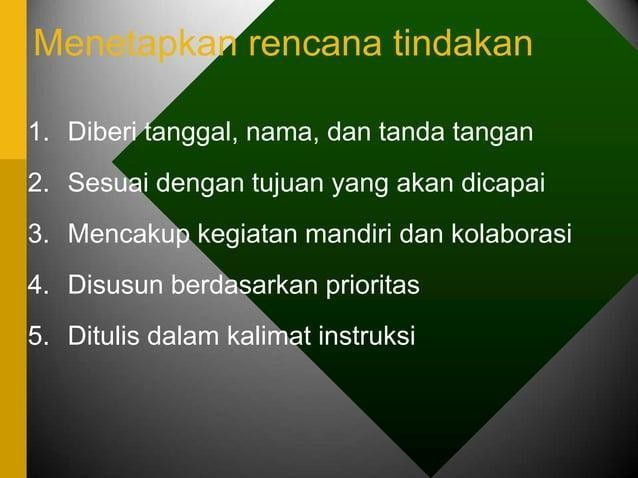 Menetapkan rencana tindakan
1. Diberi tanggal, nama, dan tanda tangan
2. Sesuai dengan tujuan yang akan dicapai
3. Mencakup kegiatan mandiri dan kolaborasi
4. Disusun berdasarkan prioritas
5. Ditulis dalam kalimat instruksi